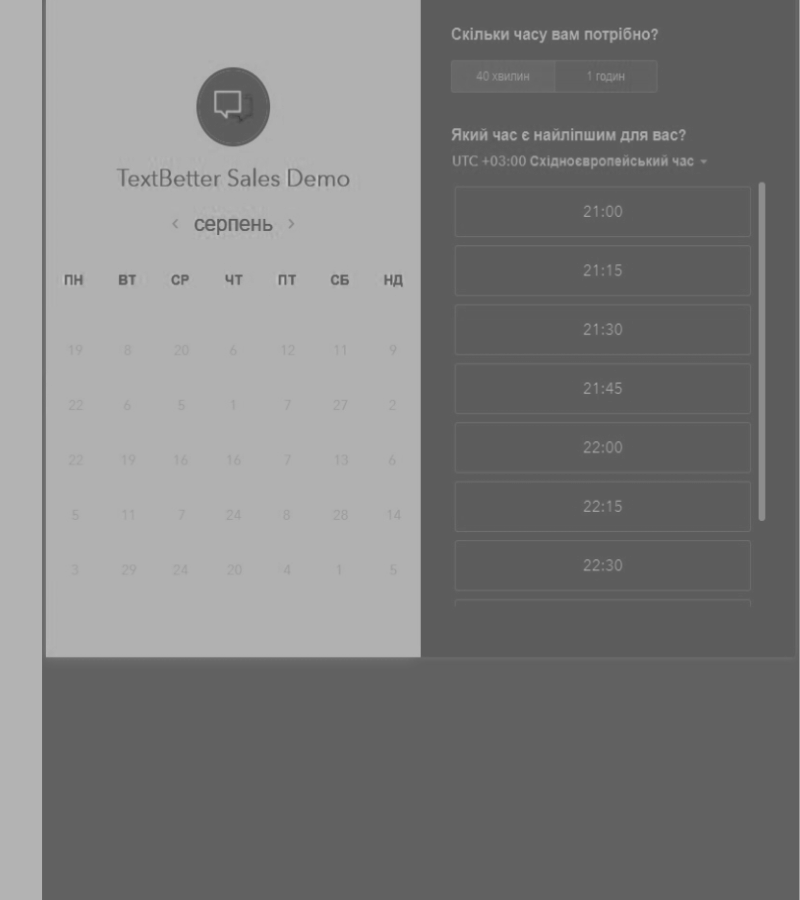 TextBetter Sales Demo
‹ серпень ›
ПН ВТ СР ЧТ ПТ СБ НД
19 8 20 6 12 11 9
22 6 5 1 7 27 2
22 19 16 16 7 13 6
5 11 7 24 8 28 14
3 29 24 20 4 1 5
Скільки часу вам потрібно?
40 хвилин 1 годин
Який час є найліпшим для вас?
UTC +03:00 Східноєвропейський час
21:00
21:15
21:30
21:45
22:00
22:15
22:30